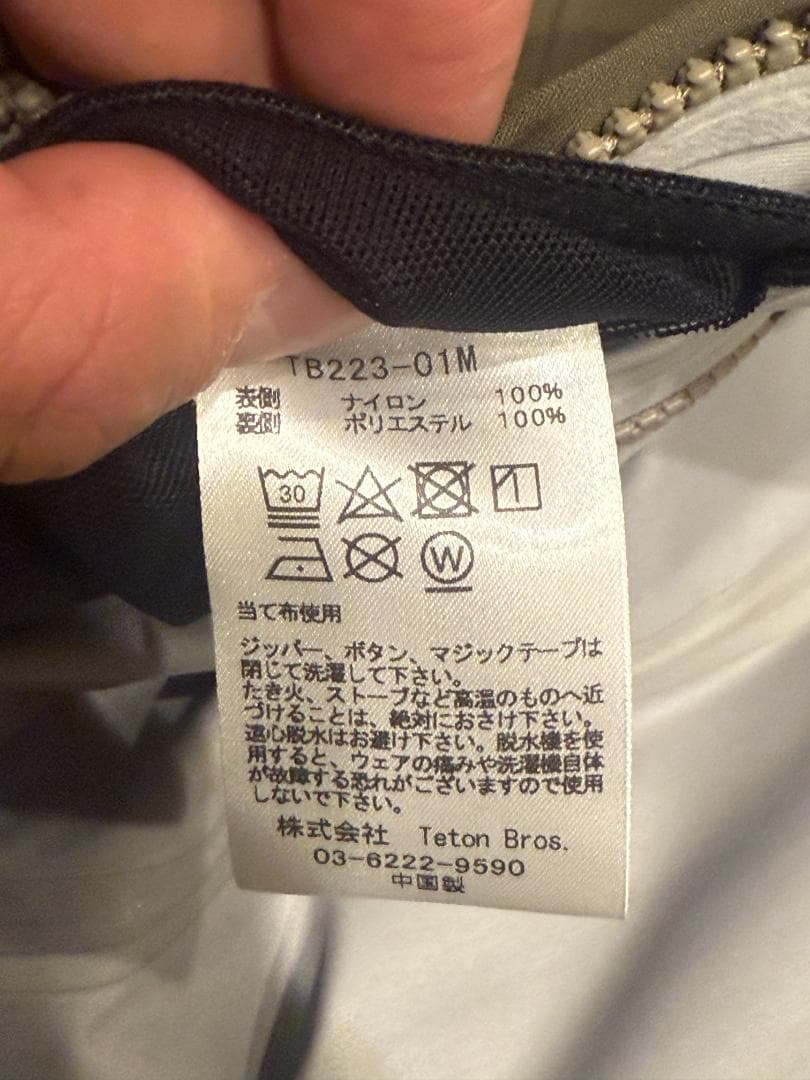 TB223-01M
表側 ナイロン 100%
裏側 ポリエステル 100%
30
W
当て布使用
ジッパー、ボタン、マジックテープは
閉じて洗濯して下さい。
たき火、ストーブなど高温のものへ近
づけることは、絶対におさけ下さい。
遠心脱水はお避け下さい。脱水機を使
用すると、ウェアの痛みや洗濯機自体
が故障する恐れがございますので使用
しないで下さい。
株式会社 Teton Bros.
03-6222-9590
中国製